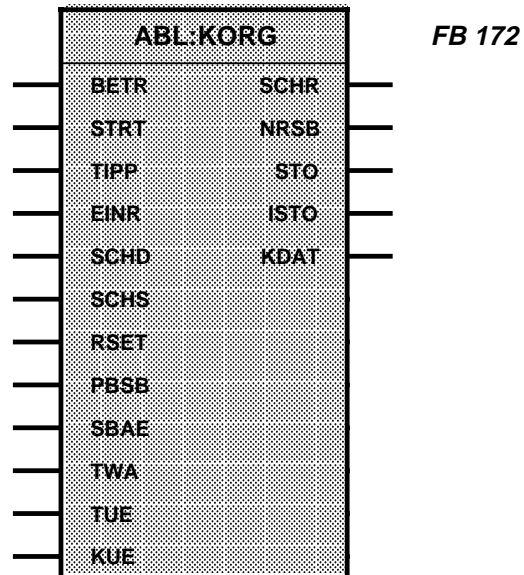 ABL:KORG FB 172
BETR SCHR
STRT NRSB
TIPP STO
EINR ISTO
SCHD KDAT
SCHS
RSET
PBSB
SBAE
TWA
TUE
KUE